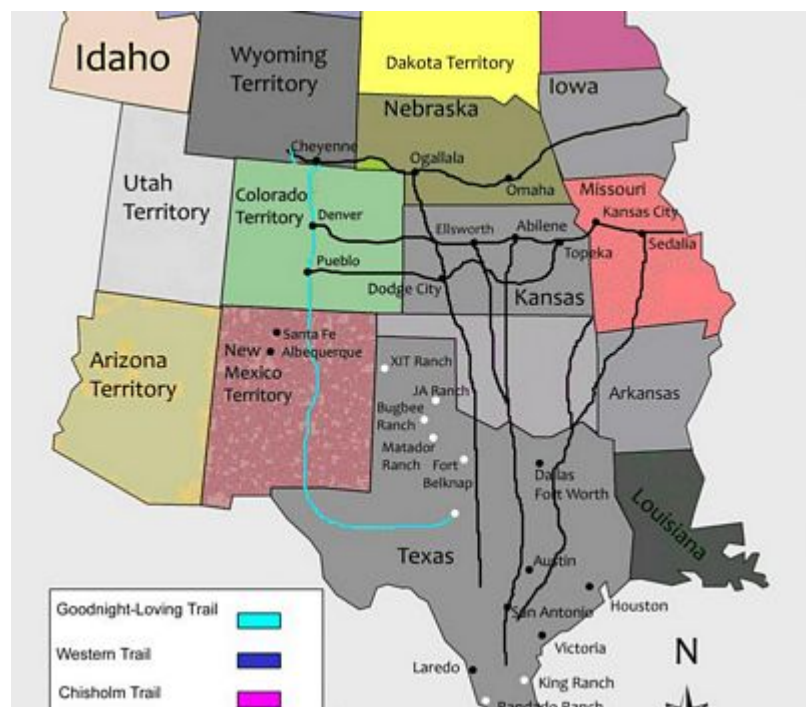 Idaho
Wyoming
Territory
Dakota Territory
Iowa
Nebraska
Cheyenne
Ogallala
Omaha
Utah
Territory
Colorado
Territory
Denver
Pueblo
Ellsworth
Abilene
Topeka
Missouri
Kansas City
Sedalia
Dodge City
Kansas
Arizona
Territory
Santa Fe
Albequerque
New
Mexico
Territory
XIT Ranch
JA Ranch
Bugbee
Ranch
Matador
Ranch
Fort
Belknap
Arkansas
Dallas
Fort Worth
Louisiana
Texas
Austin
San Antonio
Houston
Victoria
Laredo
King Ranch
Bandado Ranch
N
Goodnight-Loving Trail
Western Trail
Chisholm Trail